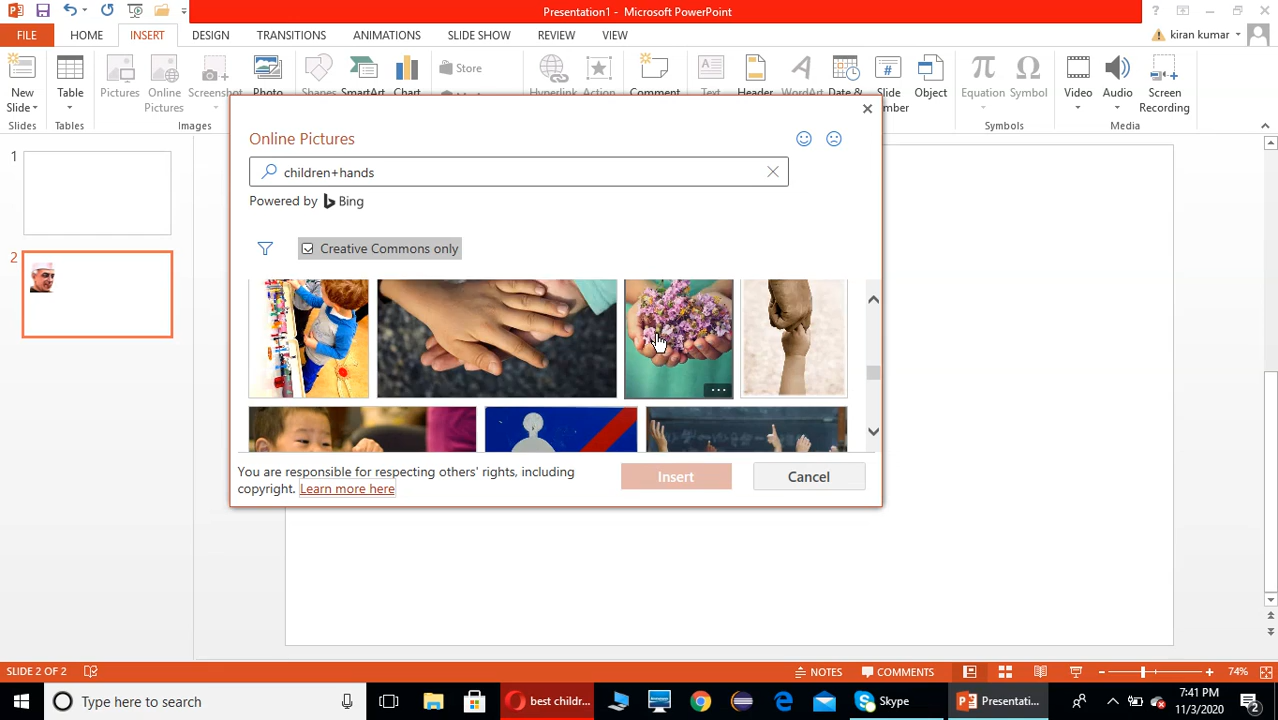 Presentation1 - Microsoft PowerPoint
FILE HOME INSERT DESIGN TRANSITIONS ANIMATIONS SLIDE SHOW REVIEW VIEW kiran kumar
New Slide Table Pictures Online Pictures Screenshot Photo Shapes SmartArt Chart Store Hyperlink Action Comment Text Header WordArt Date Slide Number Object Equation Symbol Video Audio Screen Recording
Slides Tables Images Symbols Media
1
2
Online Pictures
children+hands
Powered by Bing
Creative Commons only
You are responsible for respecting others' rights, including
copyright. Learn more here
Insert Cancel
SLIDE 2 OF 2 NOTES COMMENTS 74%
Type here to search best childr... Skype Presentati... 7:41 PM
11/3/2020 2